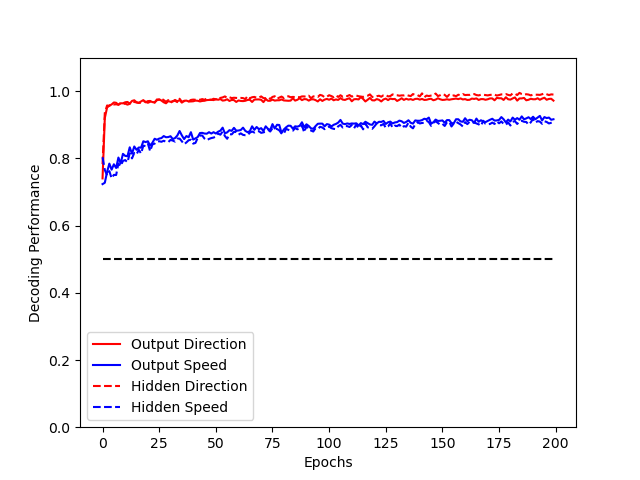 1.0
0.8
0.6
0.4
0.2
0.0
Decoding Performance
Output Direction
Output Speed
Hidden Direction
Hidden Speed
0 25 50 75 100 125 150 175 200
Epochs